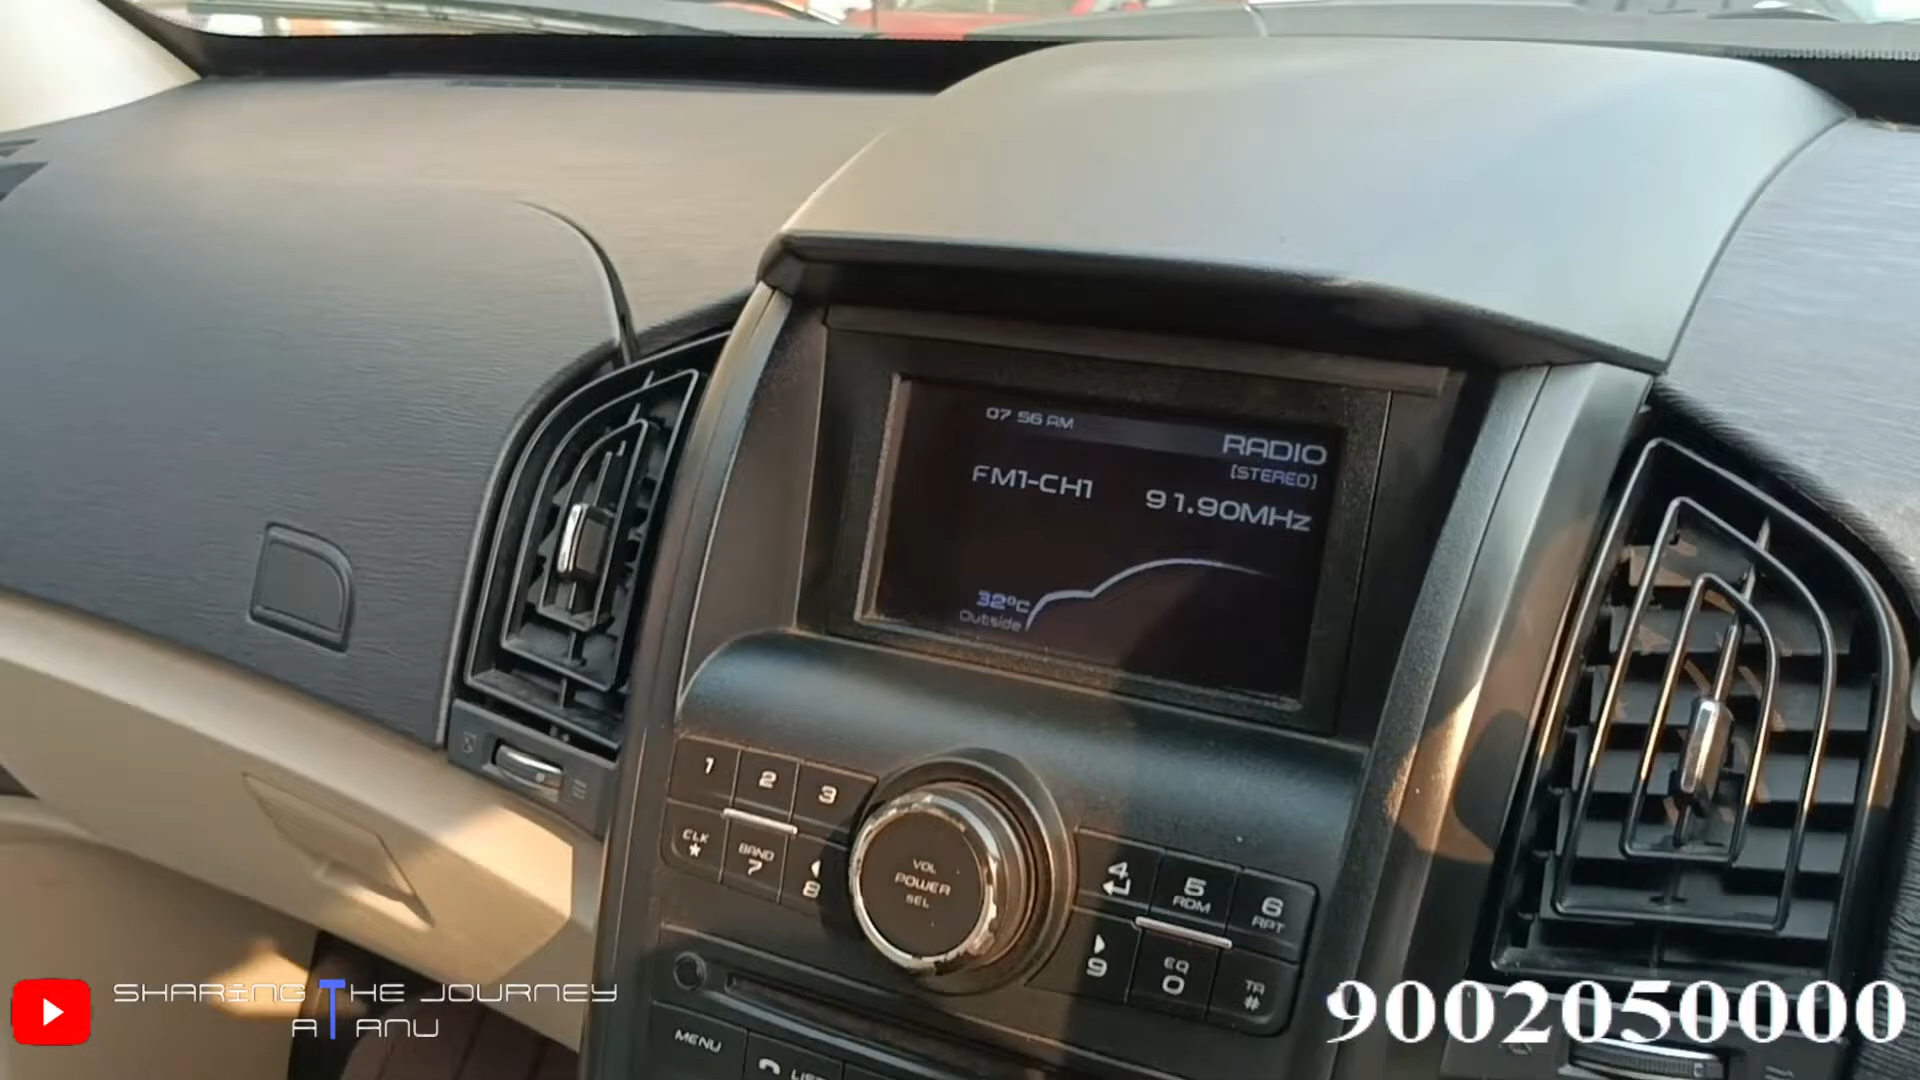 07 56 AM
RADIO
[STEREO]
FM1-CH1
91.90MHz
32°C
Outside
1
2
3
CLK
*
BAND
7
8
VOL
POWER
SEL
4
5
RDM
6
RPT
9
EQ
0
TA
#
MENU
SHARING THE JOURNEY
ATANU
9002050000